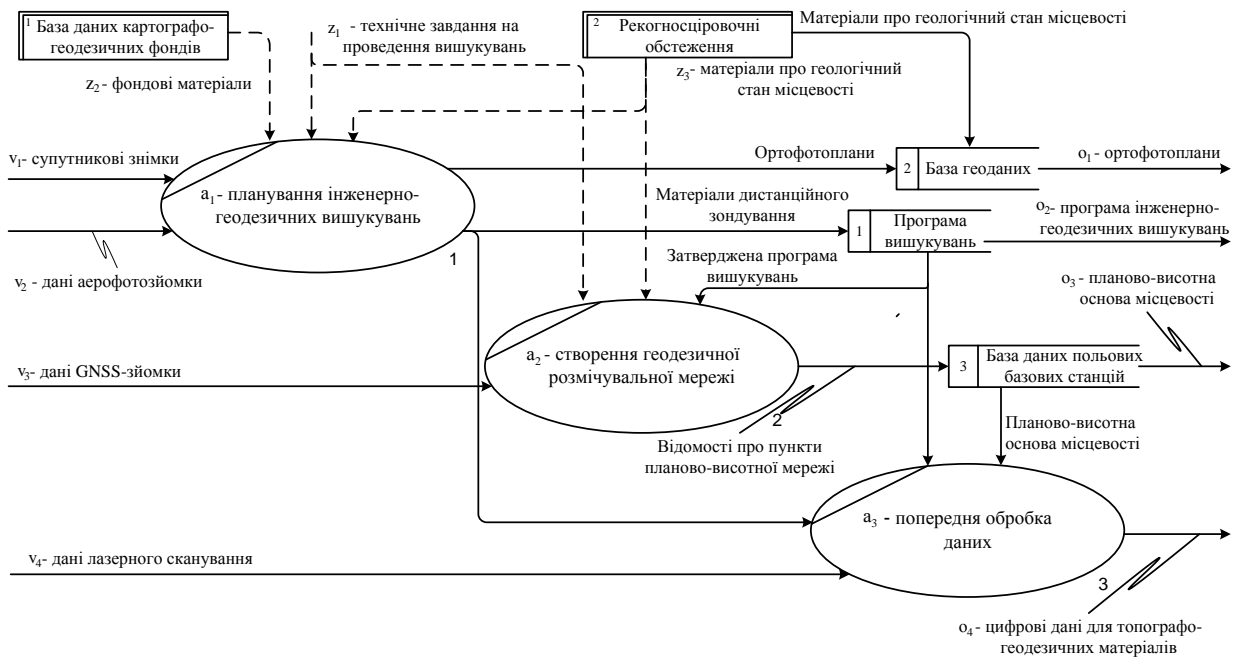 1
База даних картографо-
геодезичних фондів
z1 - технічне завдання на
проведення вишукувань
2
Рекогносціровочні
обстеження
Матеріали про геологічний стан місцевості
z2- фондові матеріали
z3- матеріали про геологічний
стан місцевості
v1- супутникові знімки
a1- планування інженерно-
геодезичних вишукувань
Ортофотоплани
2
База геоданих
o1- ортофотоплани
Матеріали дистанційного
зондування
1
Програма
вишукувань
o2- програма інженерно-
геодезичних вишукувань
v2 - дані аерофотозйомки
1
Затверджена програма
вишукувань
o3- планово-висотна
основа місцевості
v3- дані GNSS-зйомки
a2- створення геодезичної
розмічувальної мережі
3
База даних польових
базових станцій
2
Відомості про пункти
планово-висотної мережі
Планово-висотна
основа місцевості
a3 - попередня обробка
даних
v4- дані лазерного сканування
3
o4- цифрові дані для топографо-
геодезичних матеріалів